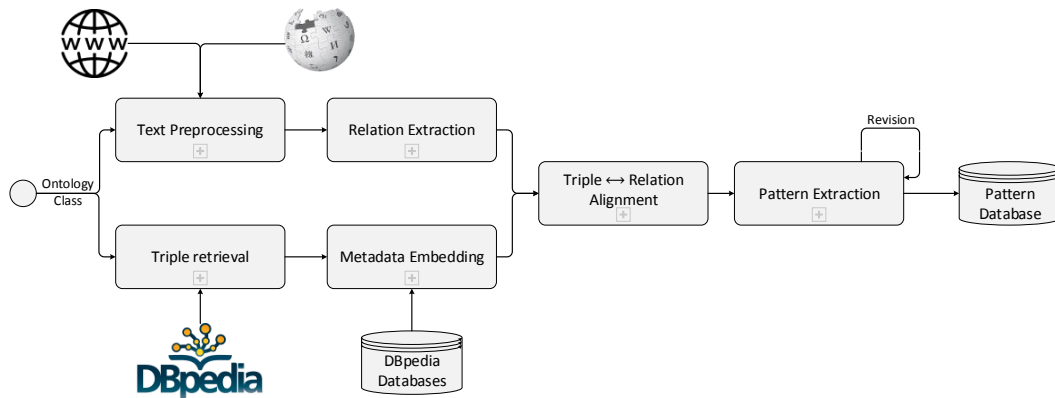 WWW
Ω W И
Revision
Text Preprocessing
Relation Extraction
Ontology
Class
Triple ↔ Relation
Alignment
Pattern Extraction
Pattern
Database
Triple retrieval
Metadata Embedding
DBpedia
DBpedia
Databases